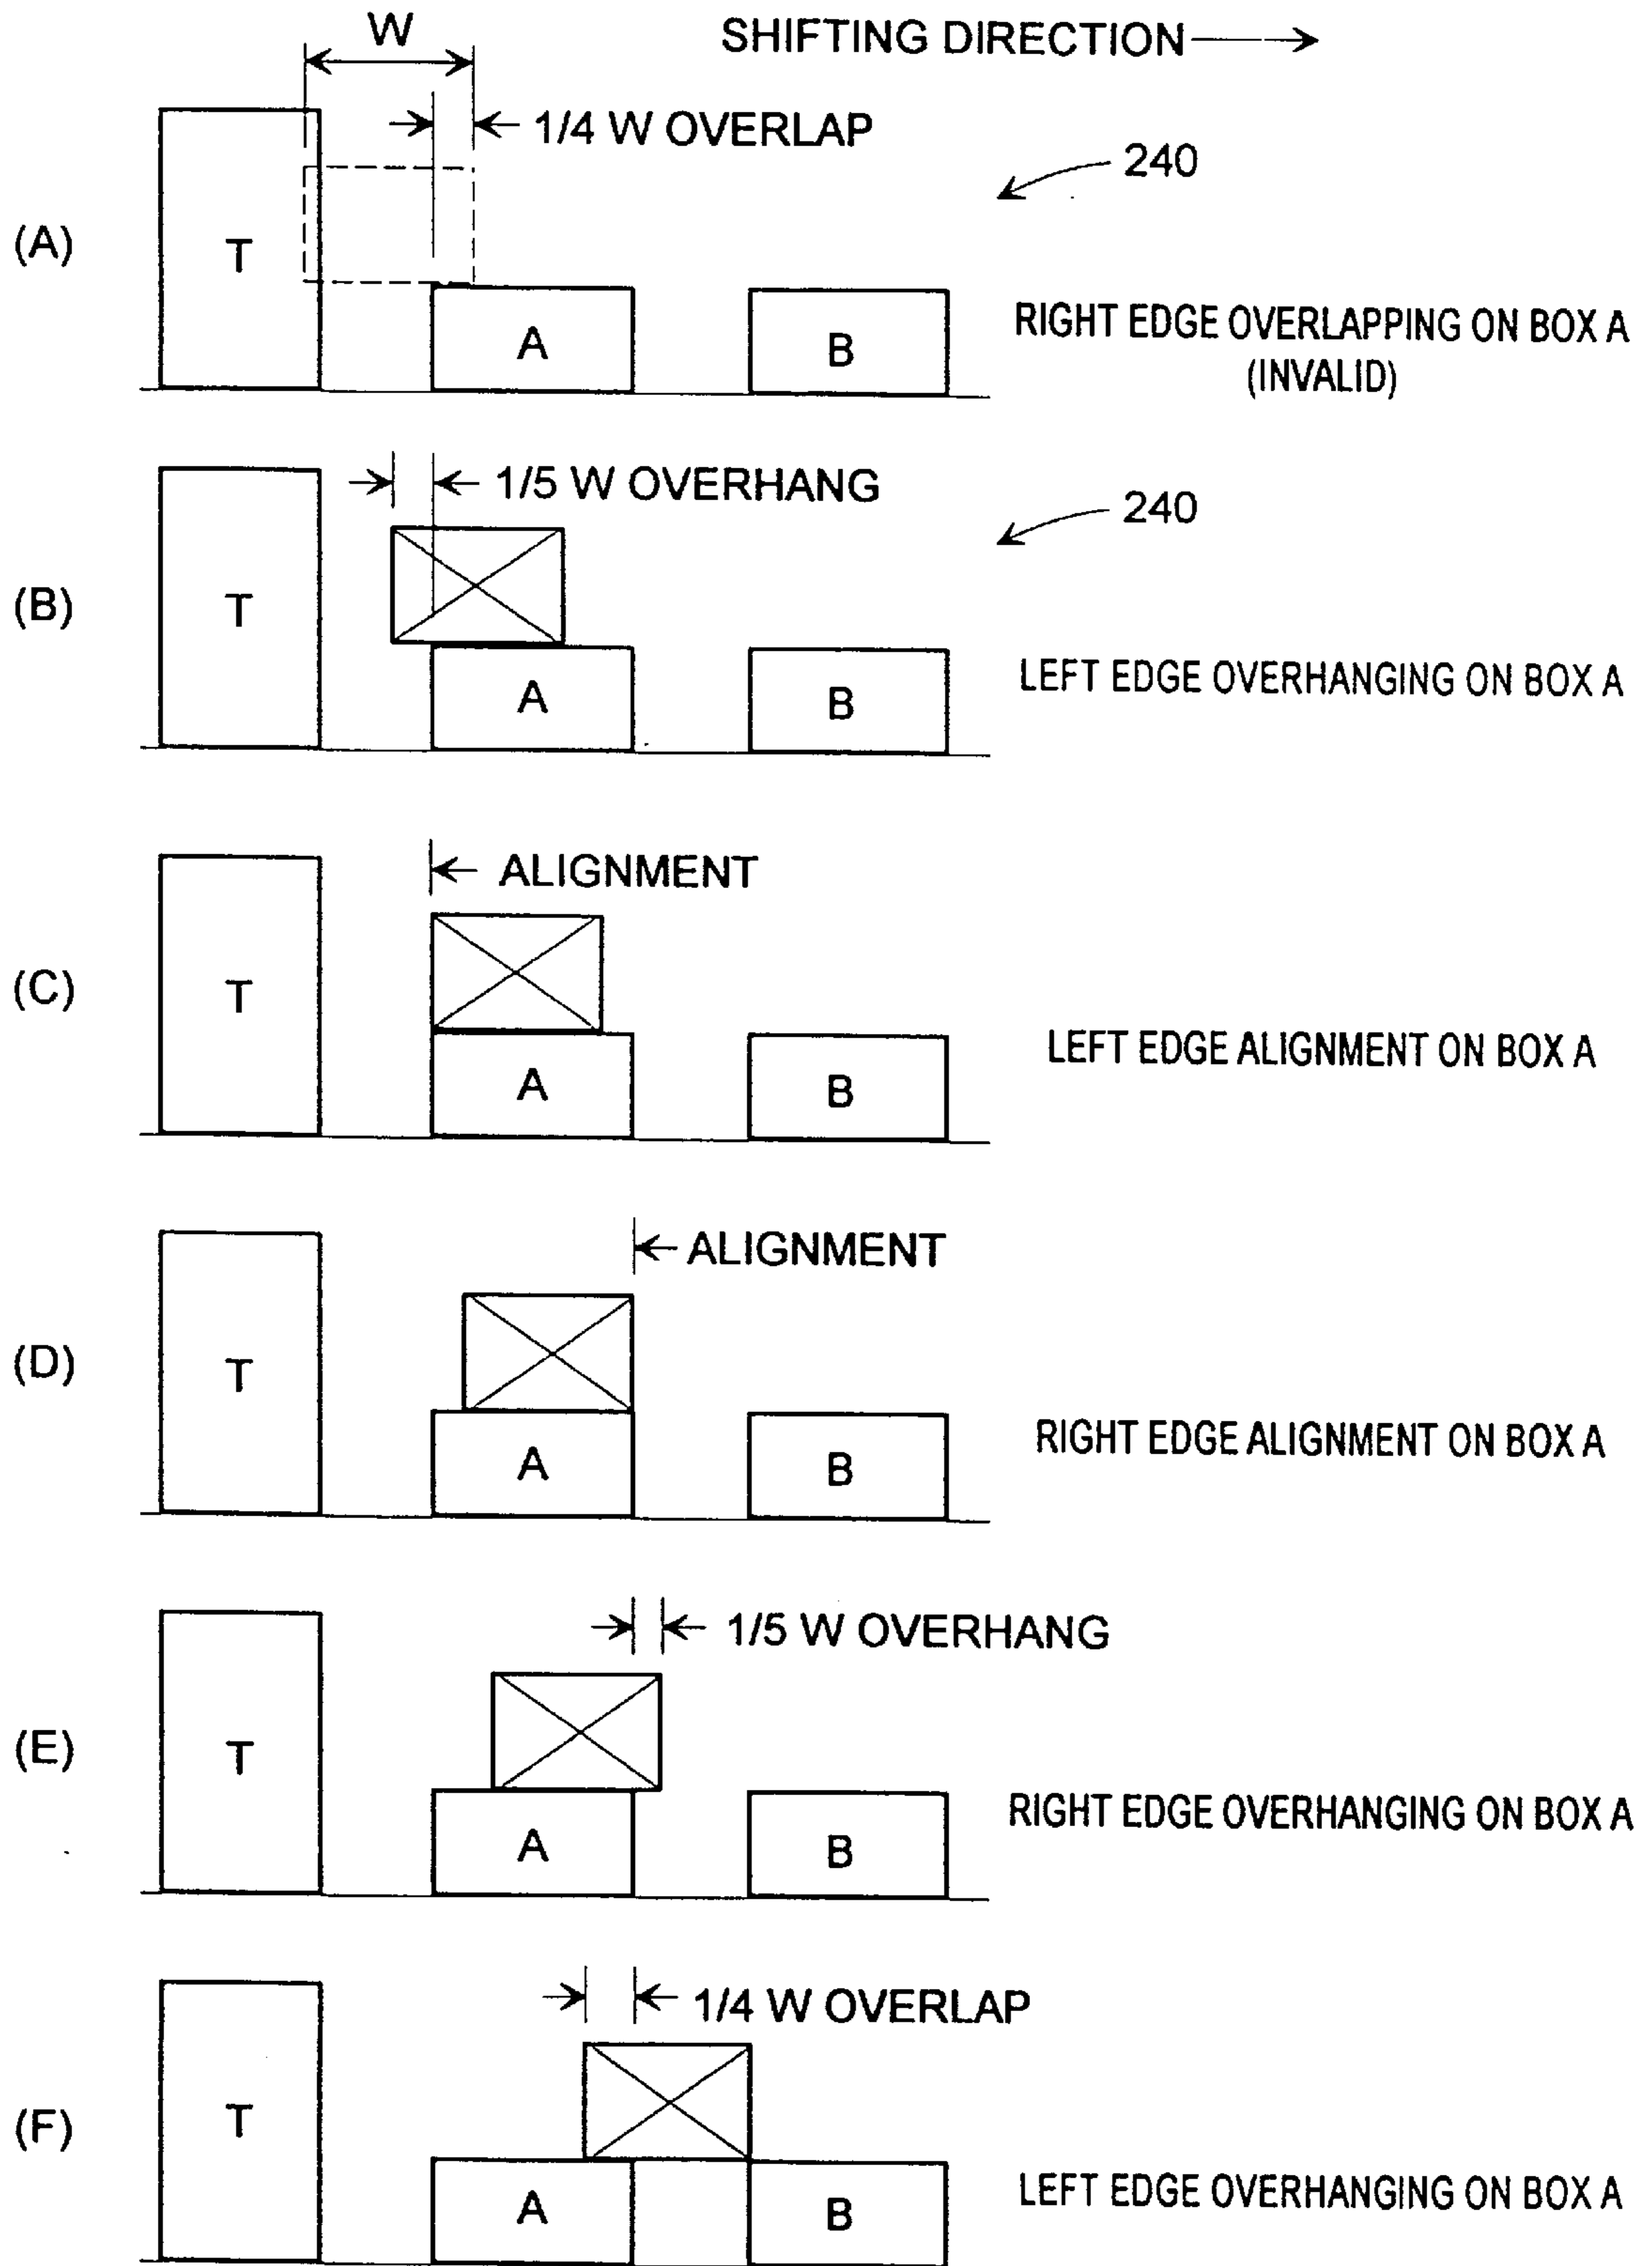 W
SHIFTING DIRECTION
1/4 W OVERLAP
240
(A)
T
A
B
RIGHT EDGE OVERLAPPING ON BOX A
(INVALID)
1/5 W OVERHANG
240
(B)
T
A
B
LEFT EDGE OVERHANGING ON BOX A
ALIGNMENT
(C)
T
A
B
LEFT EDGE ALIGNMENT ON BOX A
ALIGNMENT
(D)
T
A
B
RIGHT EDGE ALIGNMENT ON BOX A
1/5 W OVERHANG
(E)
T
A
B
RIGHT EDGE OVERHANGING ON BOX A
1/4 W OVERLAP
(F)
T
A
B
LEFT EDGE OVERHANGING ON BOX A